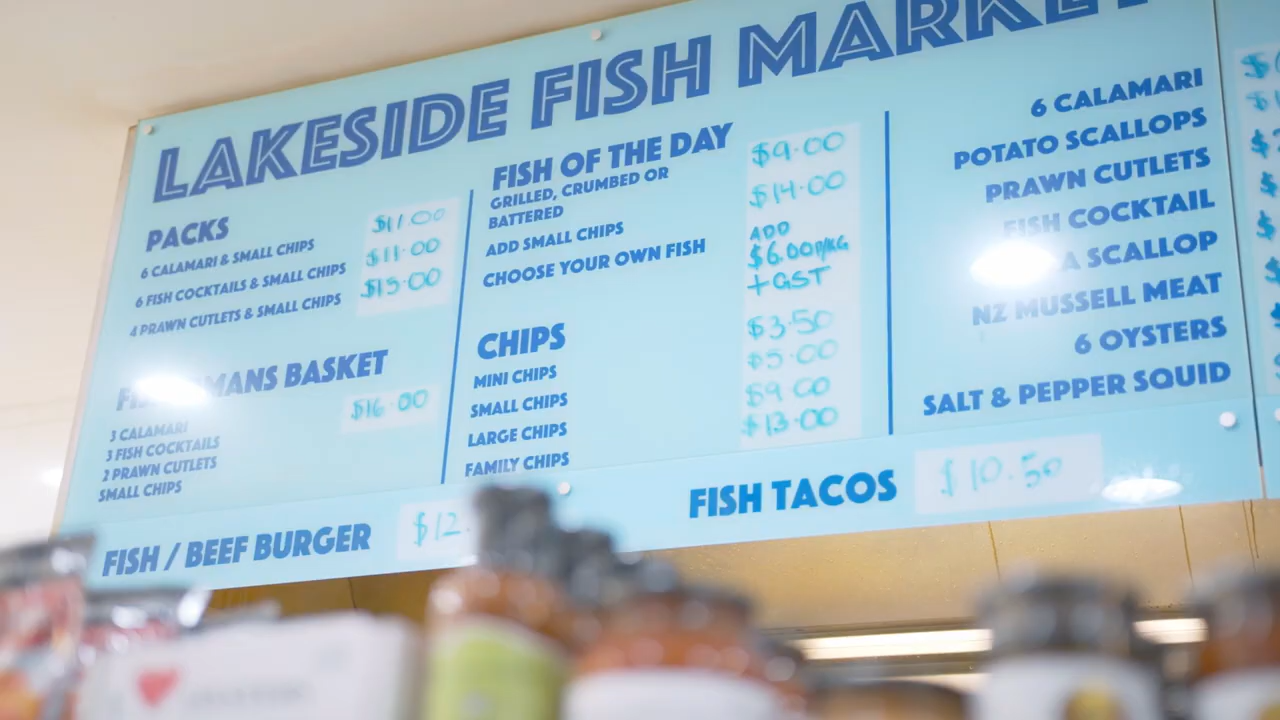 LAKESIDE FISH MARKET
PACKS
6 CALAMARI & SMALL CHIPS $11.00
6 FISH COCKTAILS & SMALL CHIPS $11.00
4 PRAWN CUTLETS & SMALL CHIPS $15.00
BASKET
$16.00
3 CALAMARI
3 FISH COCKTAILS
2 PRAWN CUTLETS
SMALL CHIPS
FISH / BEEF BURGER $12.
FISH OF THE DAY $9.00
GRILLED, CRUMBED OR
BATTERED
ADD SMALL CHIPS $14.00
CHOOSE YOUR OWN FISH
ADD
$6.00P/KG
+ GST
CHIPS
MINI CHIPS $3.50
SMALL CHIPS $5.00
LARGE CHIPS $9.00
FAMILY CHIPS $13.00
FISH TACOS $10.50
6 CALAMARI
POTATO SCALLOPS
PRAWN CUTLETS
FISH COCKTAIL
SCALLOP
NZ MUSSELL MEAT
6 OYSTERS
SALT & PEPPER SQUID